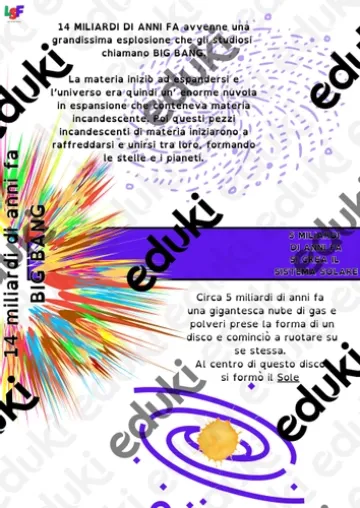 LSF
14 MILIARDI DI ANNI FA avvenne una
grandissima esplosione che gli studiosi
chiamano BIG BANG.
La materia iniziò ad espandersi e
l'universo era quindi un' enorme nuvola
in espansione che conteneva materia
incandescente. Poi questi pezzi
incandescenti di materia iniziarono a
raffreddarsi e unirsi tra loro, formando
le stelle e i pianeti.
14 miliardi di anni fa
BIG BANG
5 MILIARDI
DI ANNI FA
SI CREA IL
SISTEMA SOLARE
Circa 5 miliardi di anni fa
una gigantesca nube di gas e
polveri prese la forma di un
disco e cominciò a ruotare su
se stessa.
Al centro di questo disco
si formò il Sole
eduki
eduki
eduki
eduki
eduki